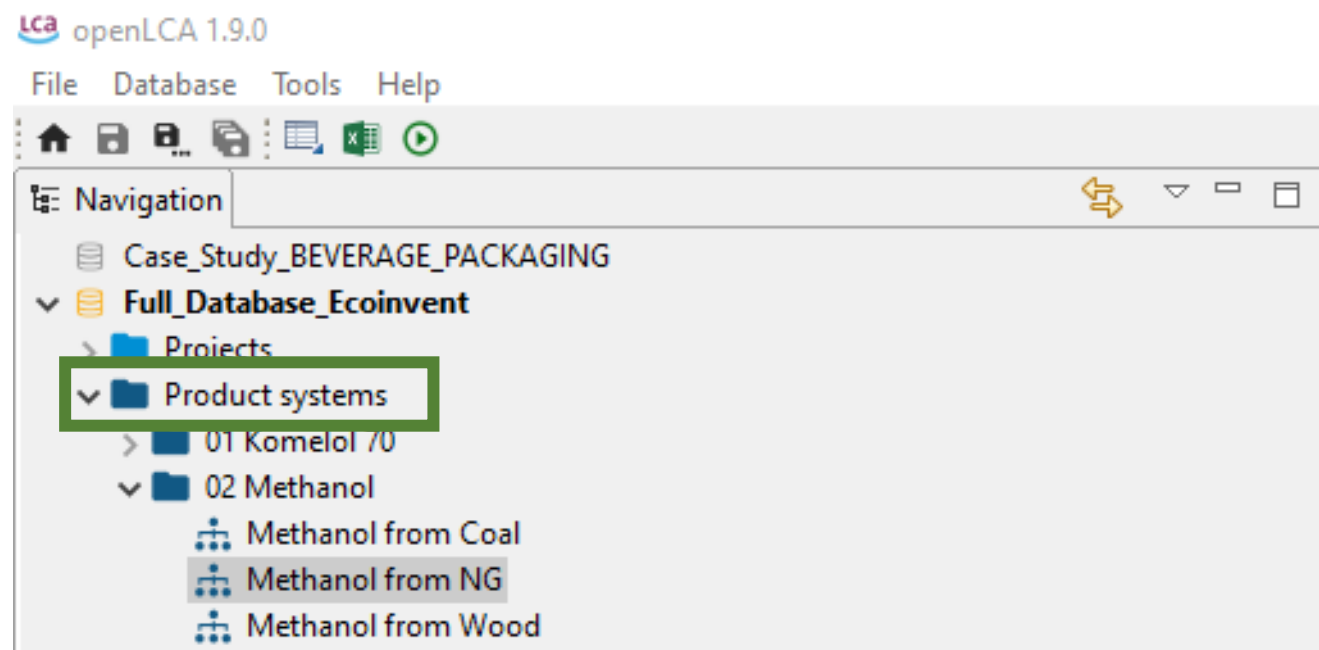 LCa openLCA 1.9.0
File Database Tools Help
Navigation
Case_Study_BEVERAGE_PACKAGING
Full_Database_Ecoinvent
Projects
Product systems
01 Komelol 70
02 Methanol
Methanol from Coal
Methanol from NG
Methanol from Wood